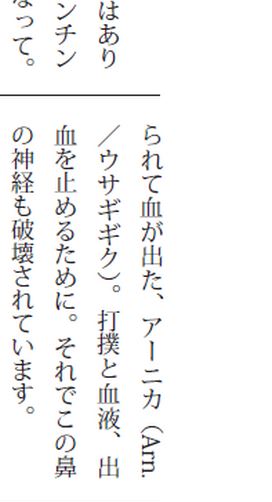 はあり
ンチン
って。
られて血が出た、アーニカ（Arn.
／ウサギギク）。打撲と血液、出
血を止めるために。それでこの鼻
の神経も破壊されています。